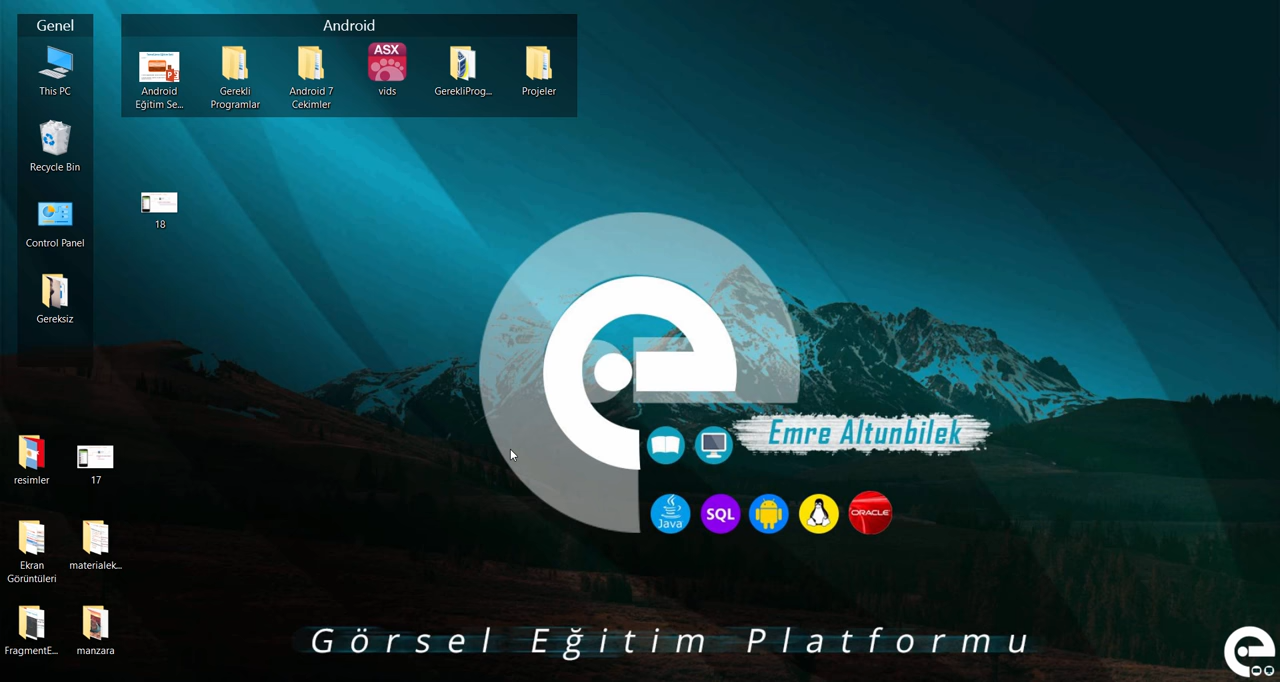 Genel
This PC
Recycle Bin
Control Panel
Gereksiz
Android
Android
Eğitim Se...
Gerekli
Programlar
Android 7
Cekimler
ASX
vids
GerekliProg...
Projeler
18
resimler
17
Ekran
Görüntüleri
materialek...
FragmentE...
manzara
Emre Altunbilek
Java
SQL
ORACLE
Görsel Eğitim Platformu